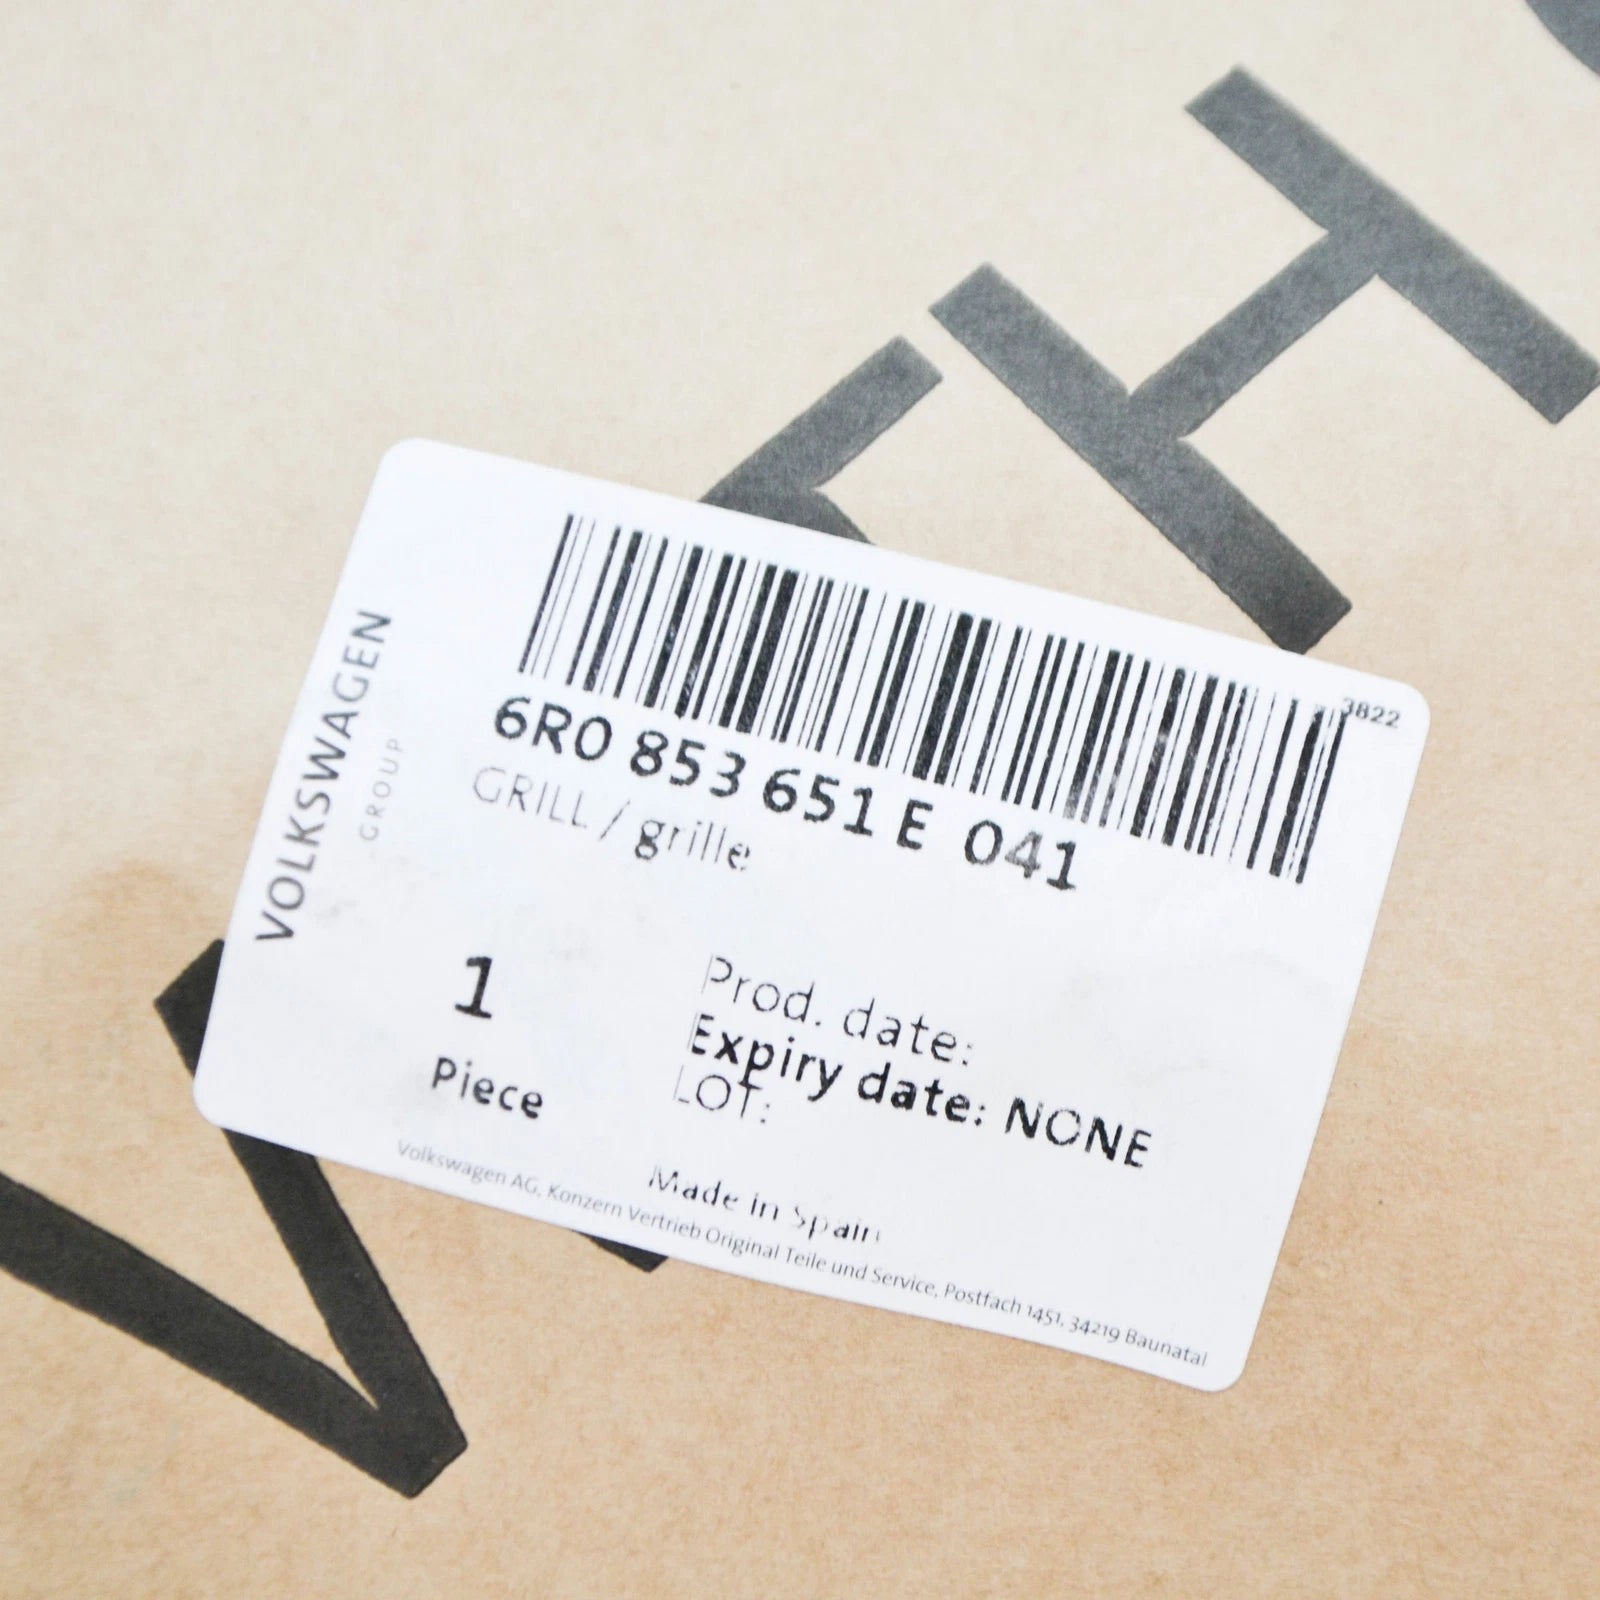 3822
6R0 853 651 E 041
GRILL / grille
VOLKSWAGEN
GROUP
1
Piece
Prod. date:
Expiry date: NONE
LOT:
Made in Spain
Volkswagen AG, Konzern Vertrieb Original Teile und Service, Postfach 1451, 34219 Baunatal